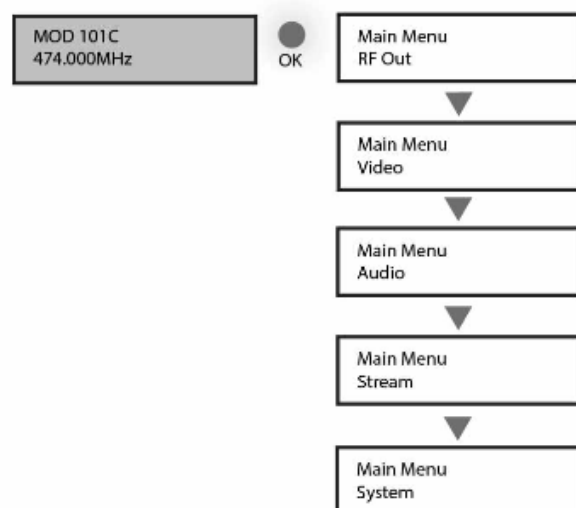 MOD 101C
474.000MHz
OK
Main Menu
RF Out
Main Menu
Video
Main Menu
Audio
Main Menu
Stream
Main Menu
System